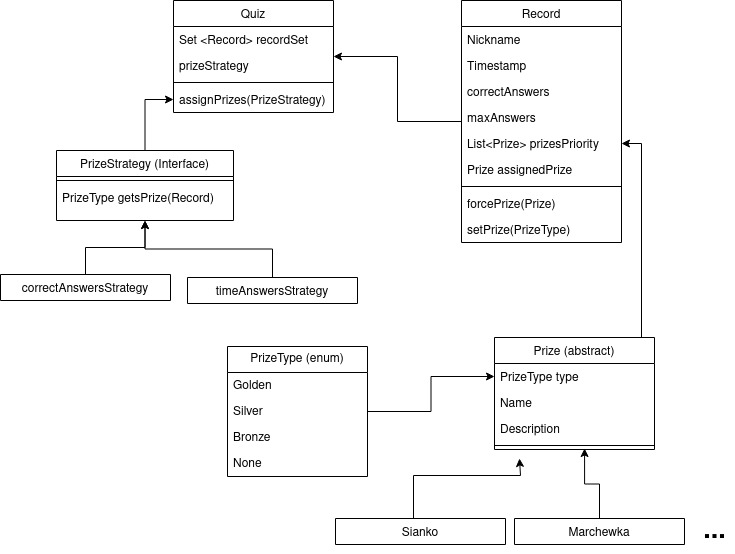 Quiz
Set <Record> recordSet
prizeStrategy
assignPrizes(PrizeStrategy)
Record
Nickname
Timestamp
correctAnswers
maxAnswers
List<Prize> prizesPriority
Prize assignedPrize
forcePrize(Prize)
setPrize(PrizeType)
PrizeStrategy (Interface)
PrizeType getsPrize(Record)
correctAnswersStrategy
timeAnswersStrategy
PrizeType (enum)
Golden
Silver
Bronze
None
Prize (abstract)
PrizeType type
Name
Description
Sianko
Marchewka
...